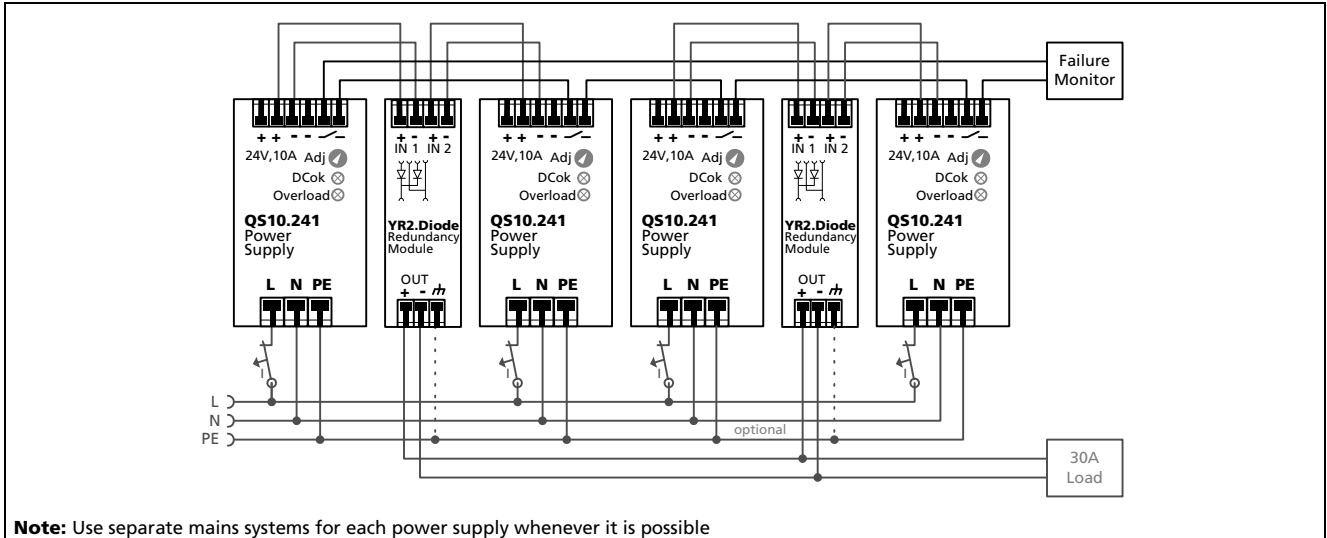 Failure
Monitor
+ + - -
24V,10A Adj
DCok
Overload
QS10.241
Power
Supply
L N PE
+ - + -
IN 1 IN 2
YR2.Diode
Redundancy
Module
OUT
+ -
+ + - -
24V,10A Adj
DCok
Overload
QS10.241
Power
Supply
L N PE
+ + - -
24V,10A Adj
DCok
Overload
QS10.241
Power
Supply
L N PE
+ - + -
IN 1 IN 2
YR2.Diode
Redundancy
Module
OUT
+ -
+ + - -
24V,10A Adj
DCok
Overload
QS10.241
Power
Supply
L N PE
I
I
I
I
L
N
PE
optional
30A
Load
Note: Use separate mains systems for each power supply whenever it is possible